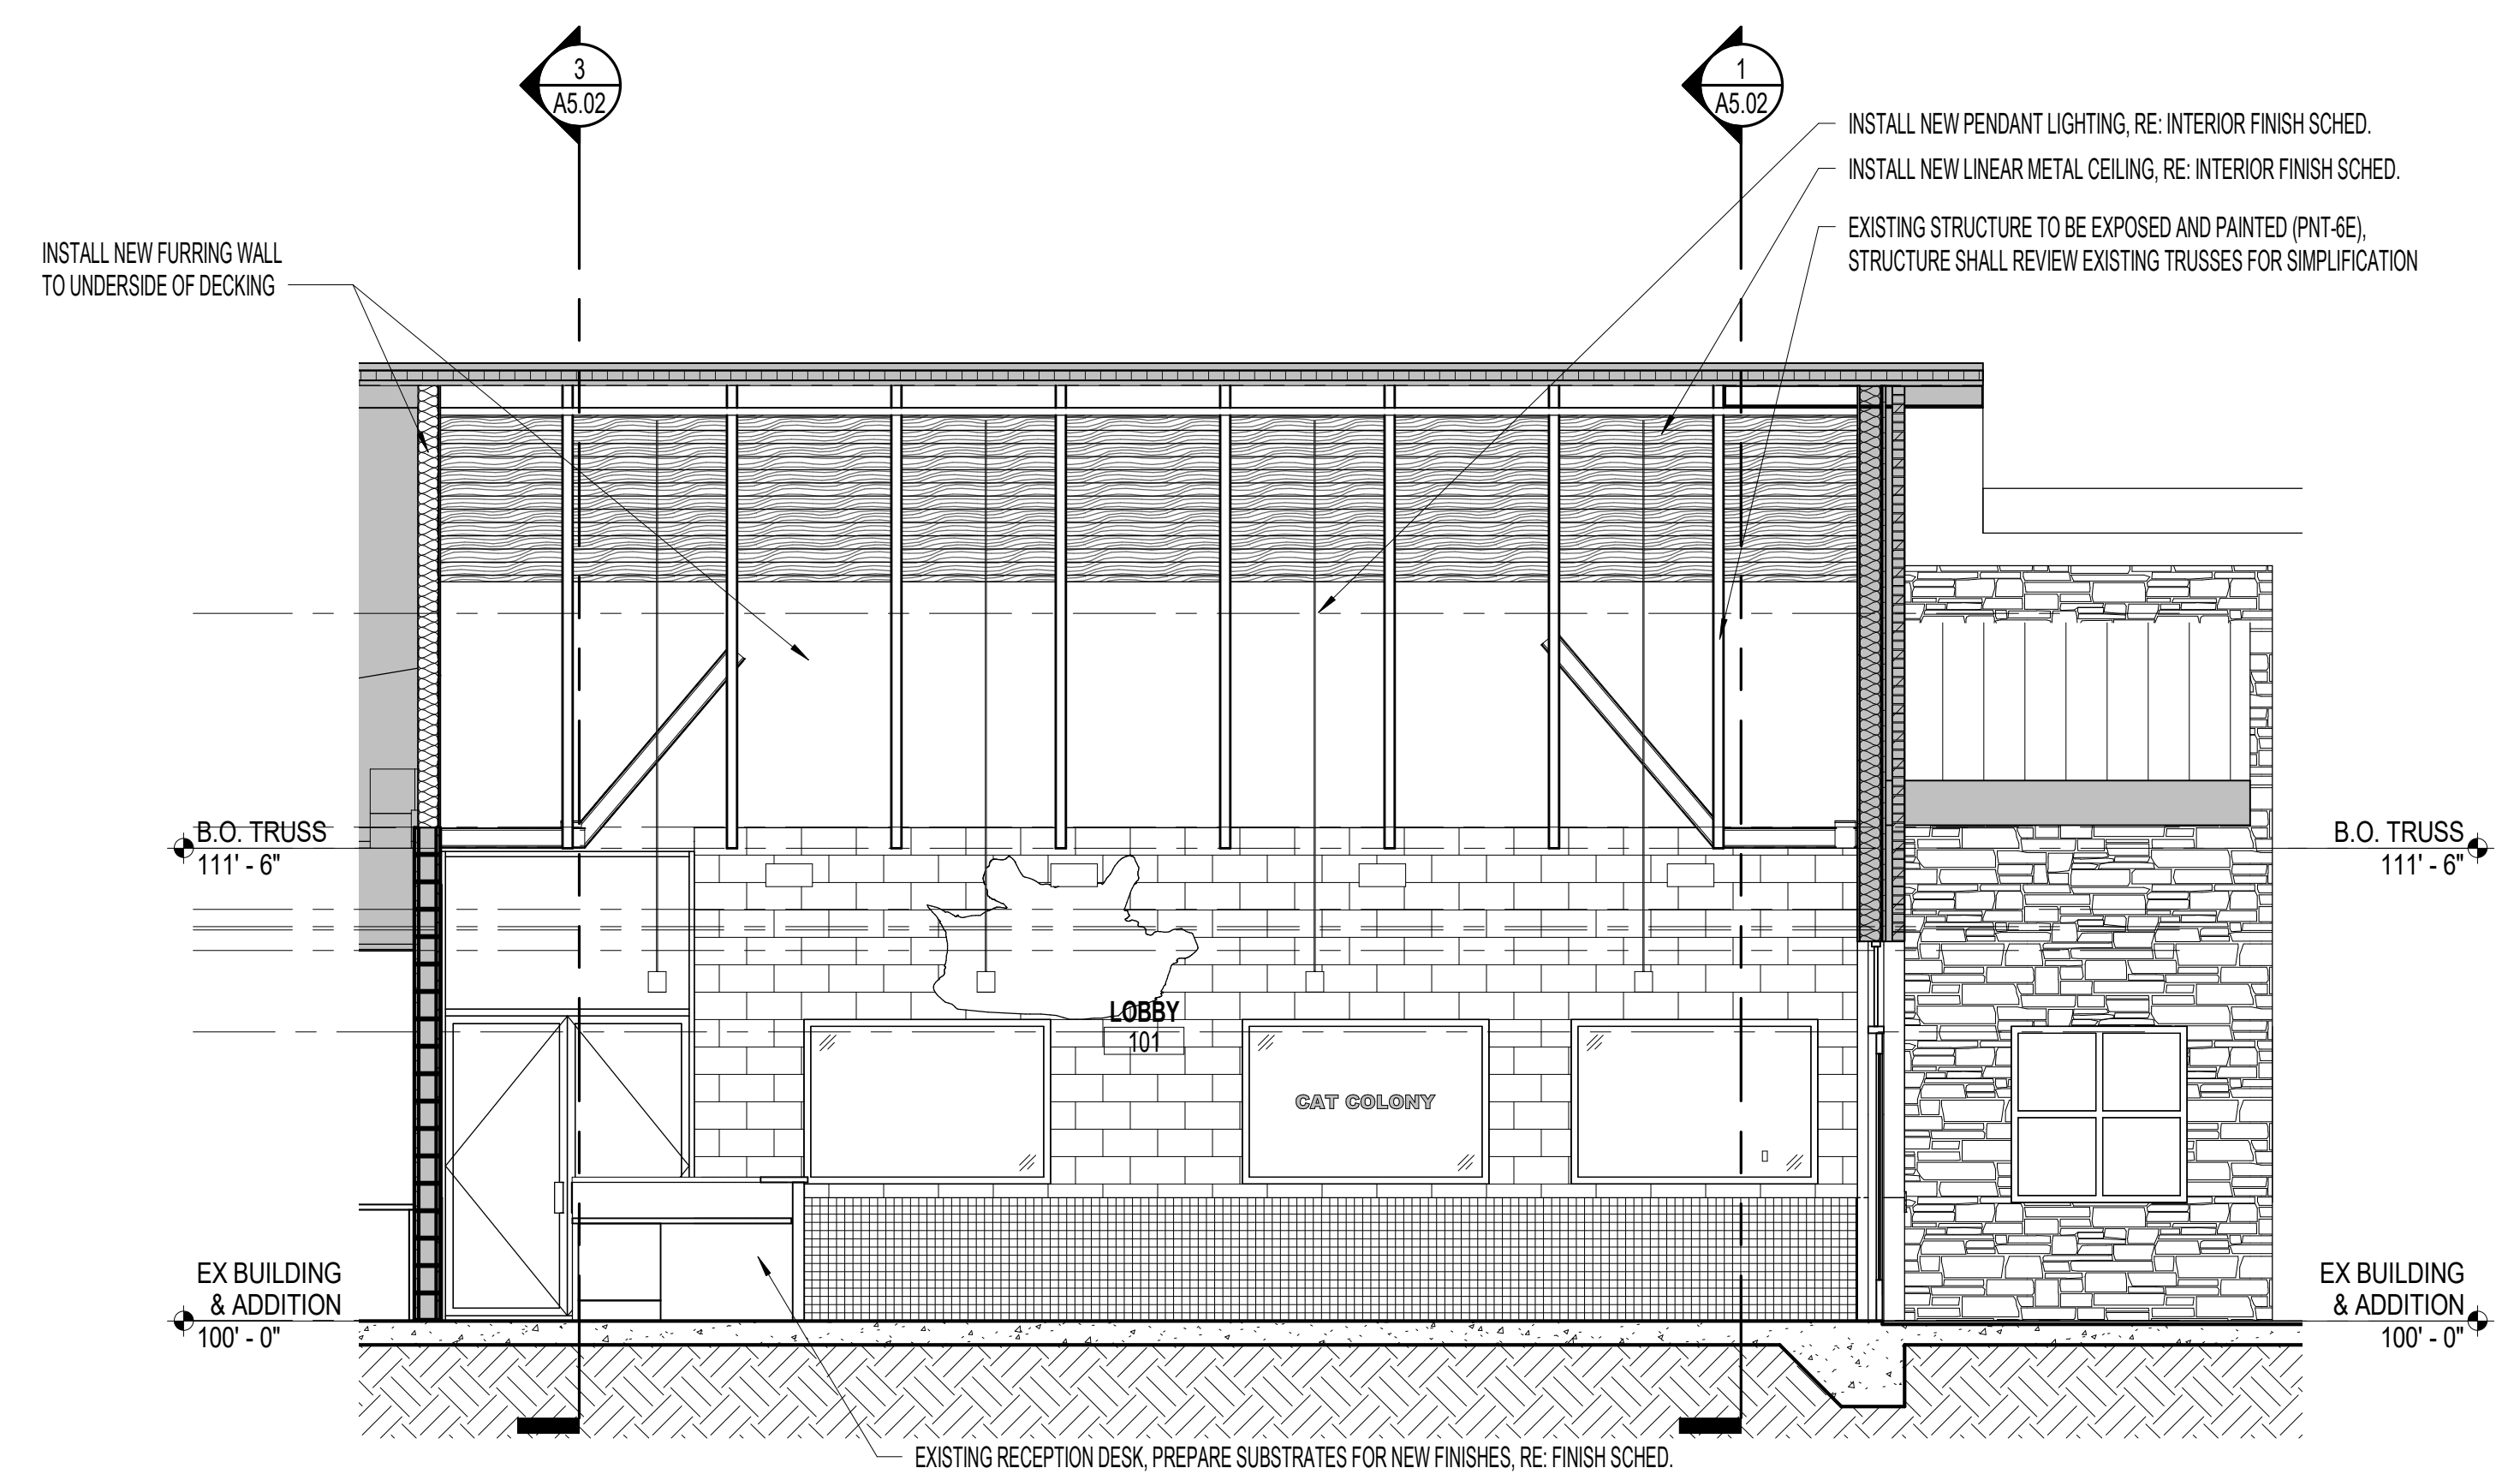 3
A5.02
1
A5.02
INSTALL NEW PENDANT LIGHTING, RE: INTERIOR FINISH SCHED.
INSTALL NEW LINEAR METAL CEILING, RE: INTERIOR FINISH SCHED.
EXISTING STRUCTURE TO BE EXPOSED AND PAINTED (PNT-6E),
STRUCTURE SHALL REVIEW EXISTING TRUSSES FOR SIMPLIFICATION
INSTALL NEW FURRING WALL
TO UNDERSIDE OF DECKING
B.O. TRUSS
111' - 6"
B.O. TRUSS
111' - 6"
LOBBY
101
CAT COLONY
EX BUILDING
& ADDITION
100' - 0"
EX BUILDING
& ADDITION
100' - 0"
EXISTING RECEPTION DESK, PREPARE SUBSTRATES FOR NEW FINISHES, RE: FINISH SCHED.